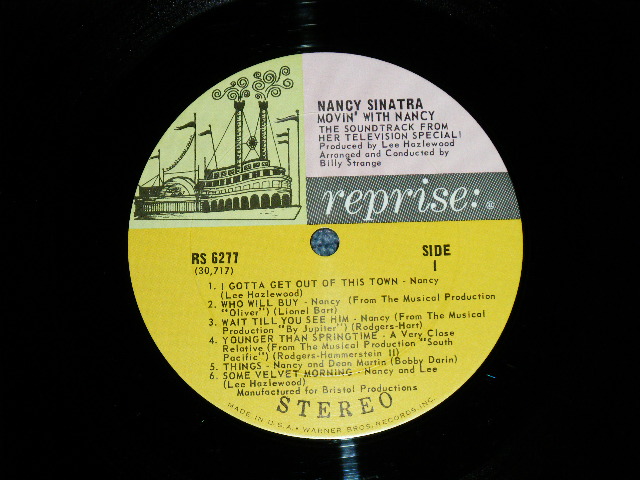 NANCY SINATRA
MOVIN' WITH NANCY
THE SOUNDTRACK FROM
HER TELEVISION SPECIAL!
Produced by Lee Hazlewood
Arranged and Conducted by
Billy Strange
reprise:
RS 6277
(30,717)
SIDE
1
1. I GOTTA GET OUT OF THIS TOWN - Nancy
(Lee Hazlewood)
2. WHO WILL BUY - Nancy (From The Musical Production
"Oliver") (Lionel Bart)
3. WAIT TILL YOU SEE HIM - Nancy (From The Musical
Production "By Jupiter") (Rodgers-Hart)
4. YOUNGER THAN SPRINGTIME - A Very Close
Relative (From The Musical Production "South
Pacific") (Rodgers-Hammerstein II)
5. THINGS - Nancy and Dean Martin (Bobby Darin)
6. SOME VELVET MORNING - Nancy and Lee
(Lee Hazlewood)
Manufactured for Bristol Productions
STEREO
MADE IN U.S.A. • WARNER BROS. RECORDS, INC.